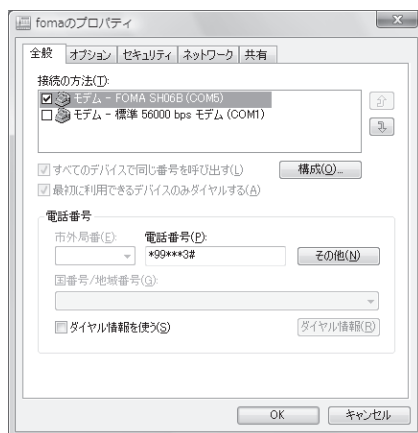 fomaのプロパティ
全般 オプション セキュリティ ネットワーク 共有
接続の方法(T):
モデム - FOMA SH06B (COM5)
モデム - 標準 56000 bps モデム (COM1)
すべてのデバイスで同じ番号を呼び出す(L)
構成(O)...
最初に利用できるデバイスのみダイヤルする(A)
電話番号
市外局番(E): 電話番号(P):
*99***3#
その他(N)
国番号/地域番号(G):
ダイヤル情報を使う(S)
ダイヤル情報(R)
OK キャンセル